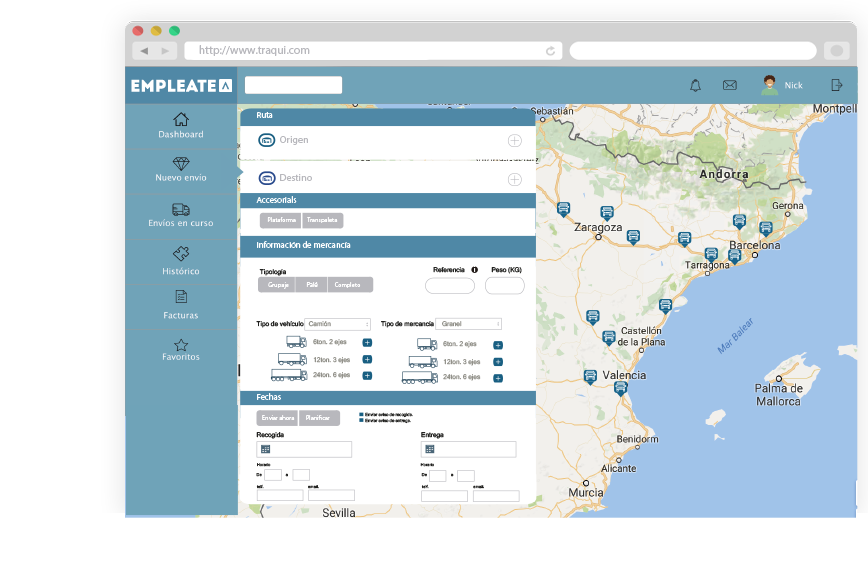 http://www.traqui.com
EMPLEATE
Nick
Dashboard
Nuevo envío
Envíos en curso
Histórico
Facturas
Favoritos
Ruta
Origen
Destino
Accesorials
Plataforma Transpaleta
Información de mercancía
Tipología
Referencia
Peso (KG)
Grupaje Palé Completo
Tipo de vehículo Camión
Tipo de mercancía Granel
6ton. 2 ejes
6ton. 2 ejes
12ton. 3 ejes
12ton. 3 ejes
24ton. 6 ejes
24ton. 6 ejes
Fechas
Enviar ahora Planificar
Enviar aviso de recogida.
Enviar aviso de entrega.
Recogida
Entrega
Horario
Horario
De a
De a
telf. email.
telf. email.
Sebastián
Montpell
Andorra
Gerona
Zaragoza
Barcelona
Tarragona
Castellón
de la Plana
Mar Balear
Valencia
Palma de
Mallorca
Benidorm
Alicante
Murcia
Sevilla